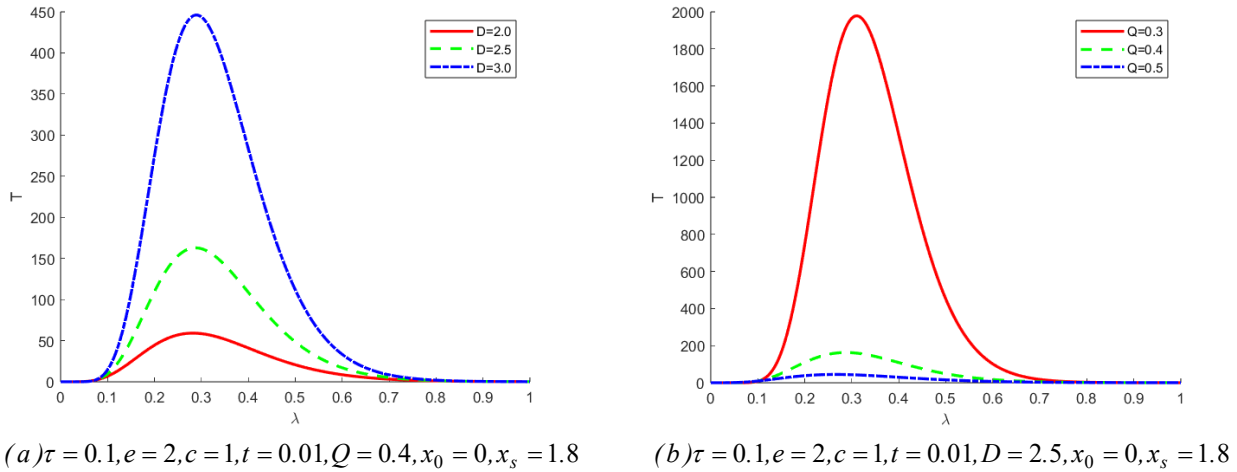 450
400
350
300
250
200
150
100
50
0
T
0 0.1 0.2 0.3 0.4 0.5 0.6 0.7 0.8 0.9 1
λ
D=2.0
D=2.5
D=3.0
(a)τ = 0.1,e = 2,c = 1,t = 0.01,Q = 0.4,x₀ = 0,xₛ = 1.8
2000
1800
1600
1400
1200
1000
800
600
400
200
0
T
0 0.1 0.2 0.3 0.4 0.5 0.6 0.7 0.8 0.9 1
λ
Q=0.3
Q=0.4
Q=0.5
(b)τ = 0.1,e = 2,c = 1,t = 0.01,D = 2.5,x₀ = 0,xₛ = 1.8